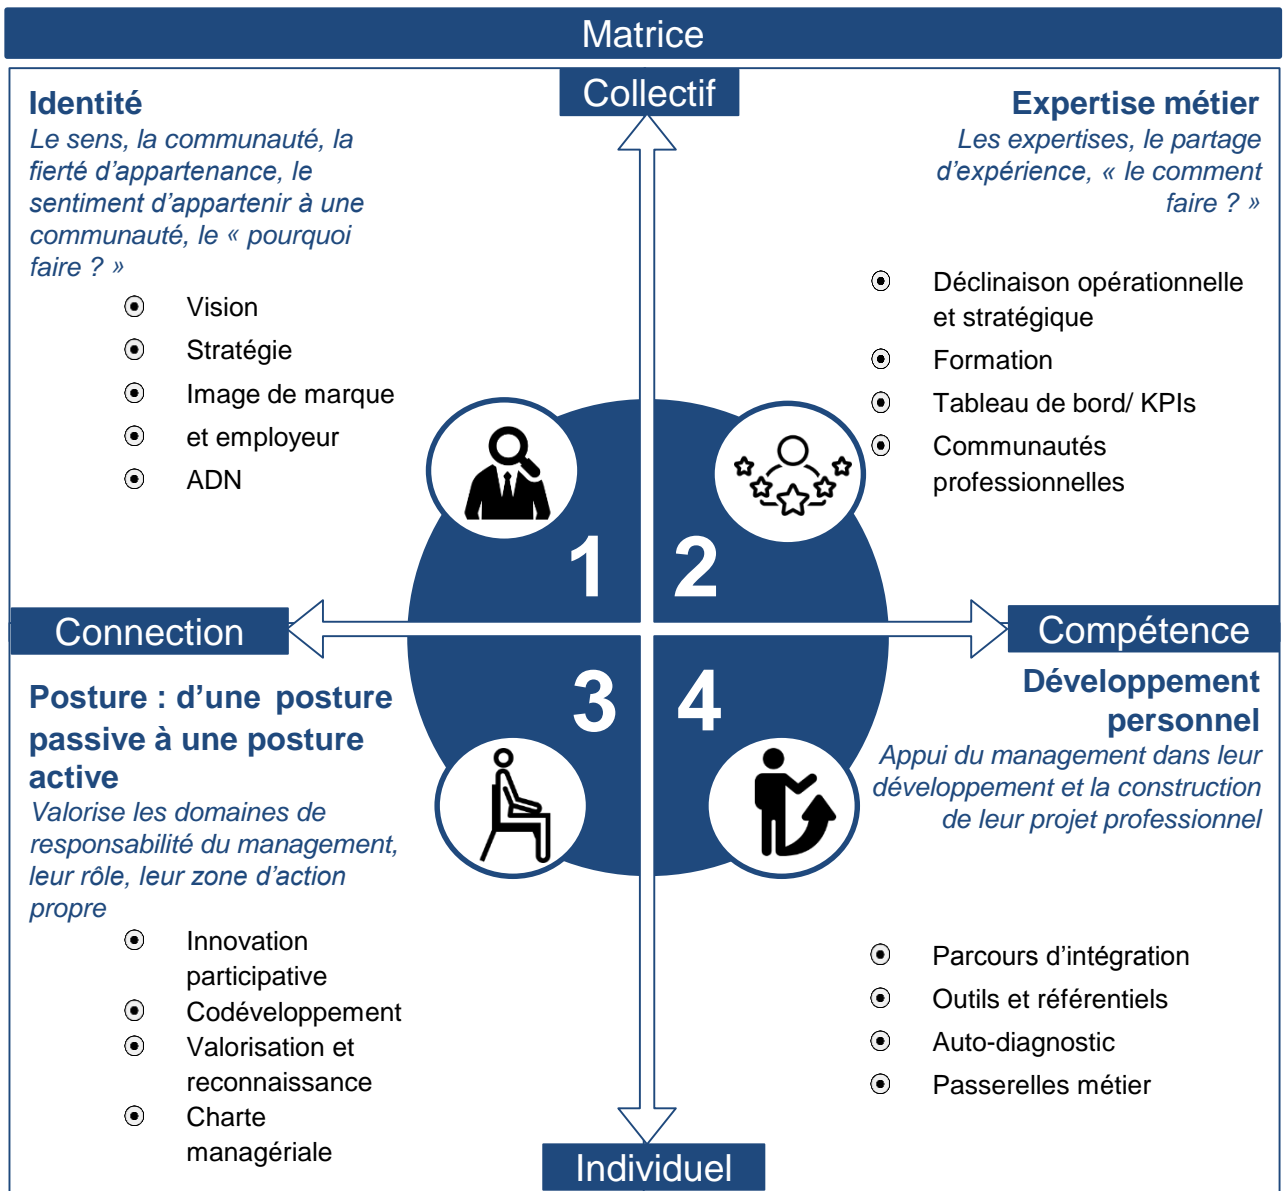 Matrice
Collectif
Identité
Le sens, la communauté, la
fierté d'appartenance, le
sentiment d'appartenir à une
communauté, le « pourquoi
faire ? »
Vision
Stratégie
Image de marque
et employeur
ADN
Expertise métier
Les expertises, le partage
d'expérience, « le comment
faire ? »
Déclinaison opérationnelle
et stratégique
Formation
Tableau de bord/ KPIs
Communautés
professionnelles
1
2
Connection
Compétence
3
4
Posture : d'une posture
passive à une posture
active
Valorise les domaines de
responsabilité du management,
leur rôle, leur zone d'action
propre
Innovation
participative
Codéveloppement
Valorisation et
reconnaissance
Charte
managériale
Développement
personnel
Appui du management dans leur
développement et la construction
de leur projet professionnel
Parcours d'intégration
Outils et référentiels
Auto-diagnostic
Passerelles métier
Individuel